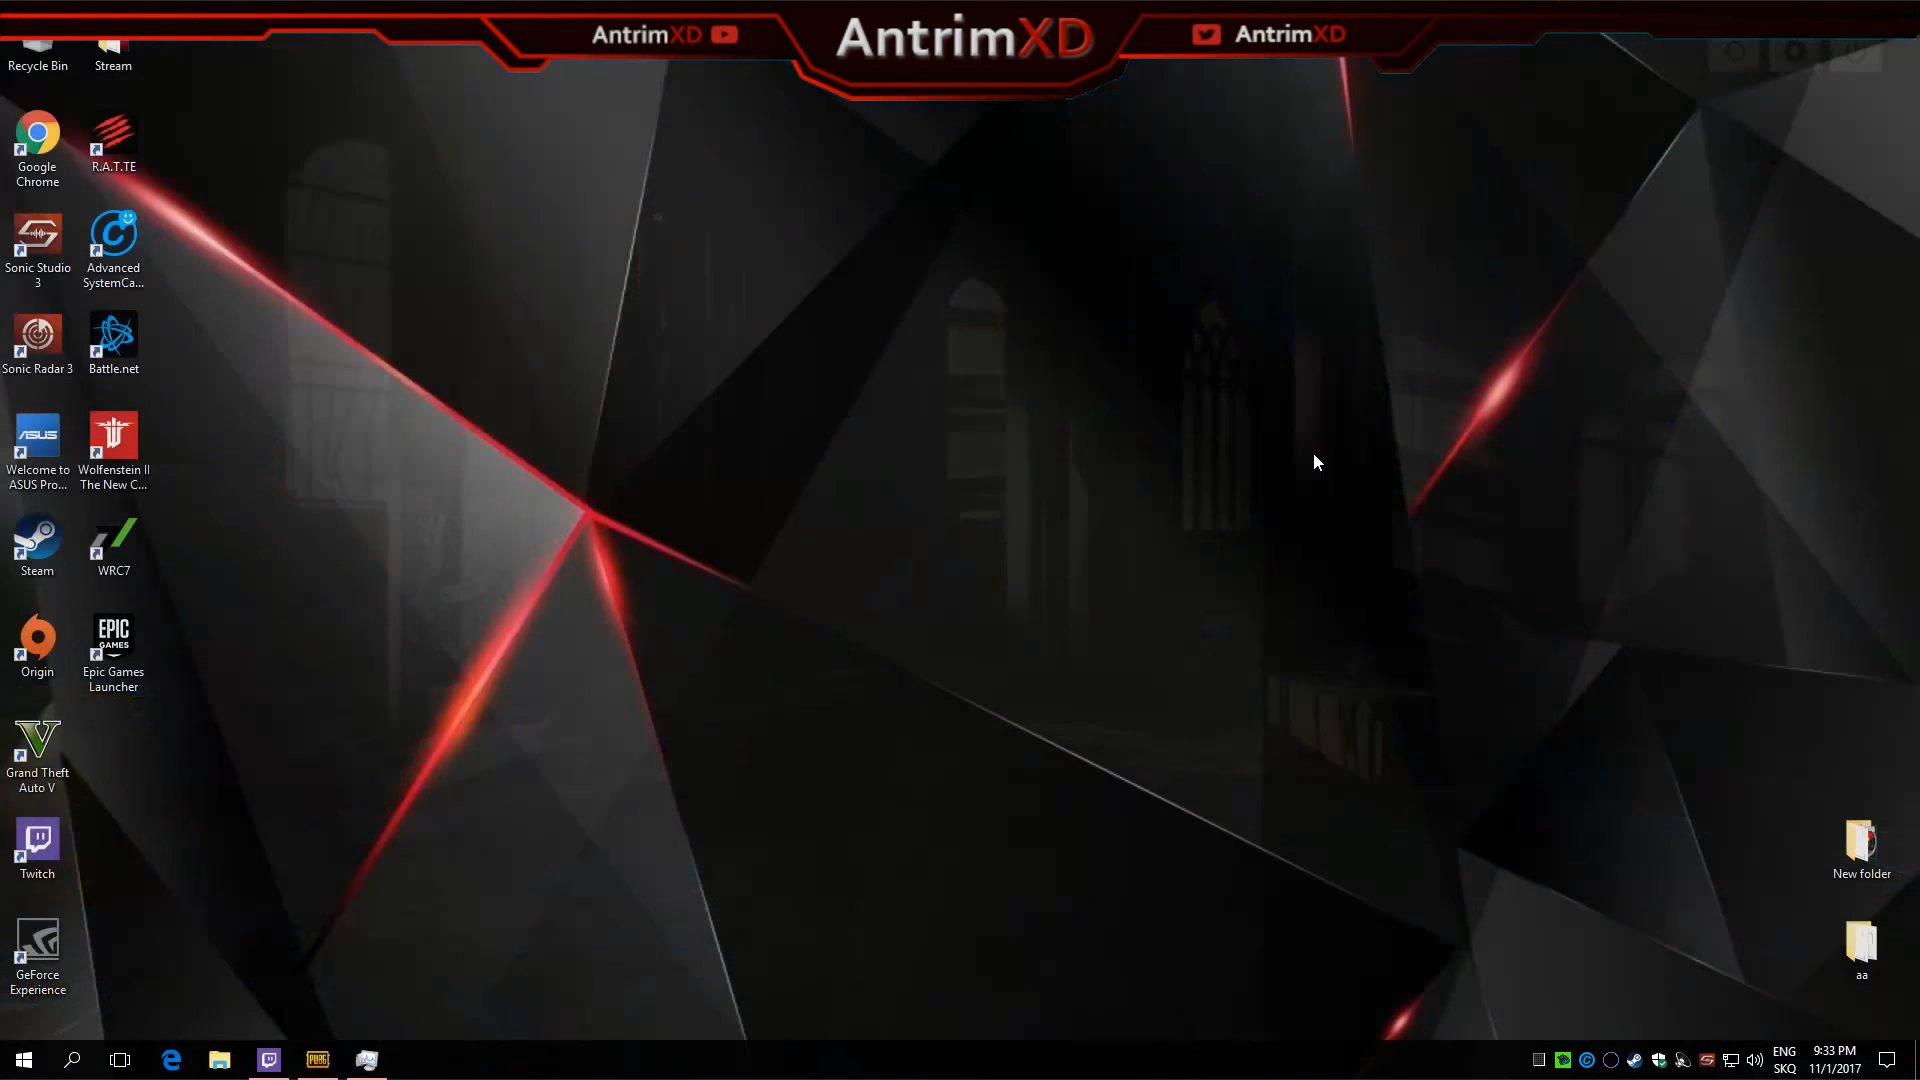 AntrimXD
AntrimXD
AntrimXD
Recycle Bin
Stream
Google
Chrome
R.A.T.TE
Sonic Studio
3
Advanced
SystemCa...
Sonic Radar 3
Battle.net
ASUS
Welcome to
ASUS Pro...
Wolfenstein II
The New C...
Steam
WRC7
Origin
EPIC
GAMES
Epic Games
Launcher
Grand Theft
Auto V
Twitch
GeForce
Experience
New folder
aa
PUBG
ENG
SKQ
9:33 PM
11/1/2017